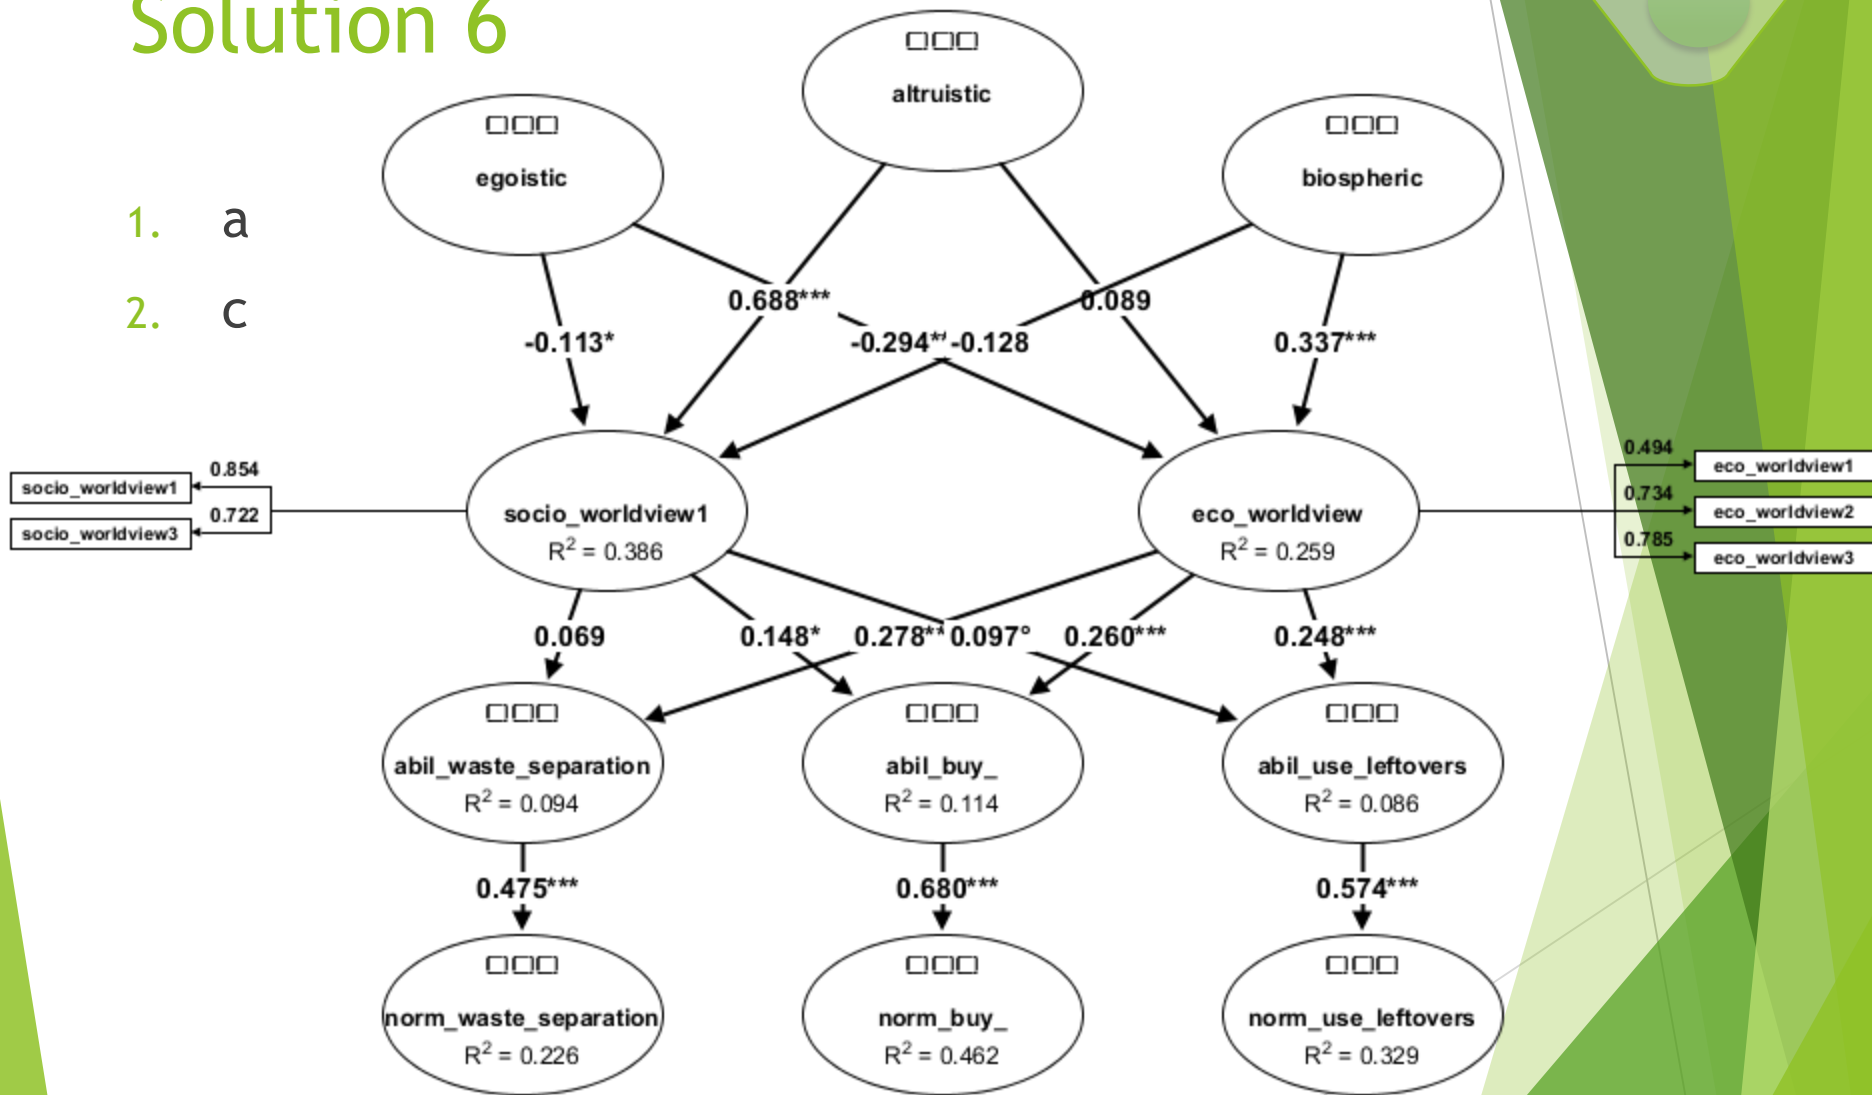 Solution 6
1. a
2. c
altruistic
egoistic
biospheric
0.688***
0.089
-0.113*
-0.294**
-0.128
0.337***
0.854
socio_worldview1
0.722
socio_worldview3
socio_worldview1
R² = 0.386
eco_worldview
R² = 0.259
0.494
eco_worldview1
0.734
eco_worldview2
0.785
eco_worldview3
0.069
0.148*
0.278**
0.097°
0.260***
0.248***
abil_waste_separation
R² = 0.094
abil_buy_
R² = 0.114
abil_use_leftovers
R² = 0.086
0.475***
0.680***
0.574***
norm_waste_separation
R² = 0.226
norm_buy_
R² = 0.462
norm_use_leftovers
R² = 0.329